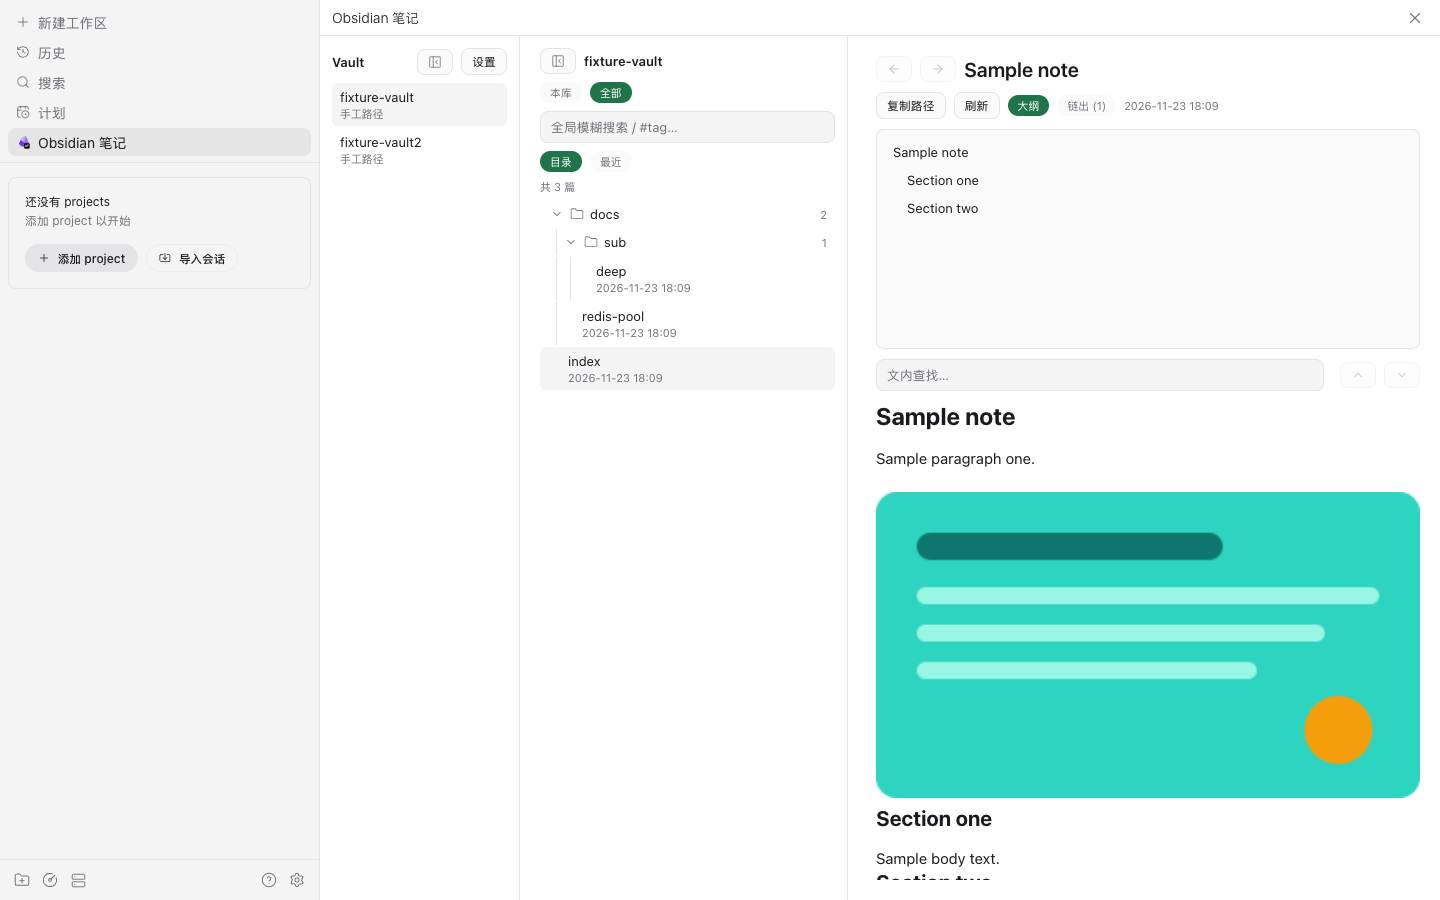 新建工作区
历史
搜索
计划
Obsidian 笔记
还没有 projects
添加 project 以开始
添加 project
导入会话
Obsidian 笔记
Vault
设置
fixture-vault
手工路径
fixture-vault2
手工路径
fixture-vault
本库
全部
全局模糊搜索 / #tag...
目录
最近
共 3 篇
docs
2
sub
1
deep
2026-11-23 18:09
redis-pool
2026-11-23 18:09
index
2026-11-23 18:09
Sample note
复制路径
刷新
大纲
链出 (1)
2026-11-23 18:09
Sample note
Section one
Section two
文内查找...
Sample note
Sample paragraph one.
Section one
Sample body text.
Section two